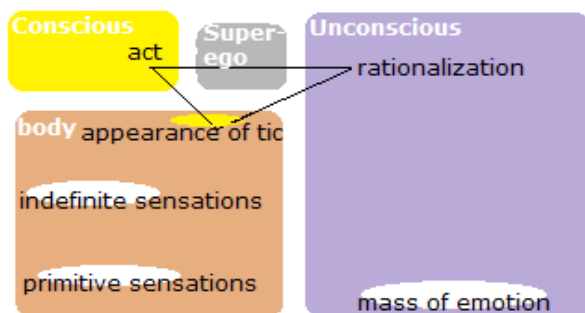 Conscious
act
Super-
ego
Unconscious
rationalization
body
appearance of tic
indefinite sensations
primitive sensations
mass of emotion